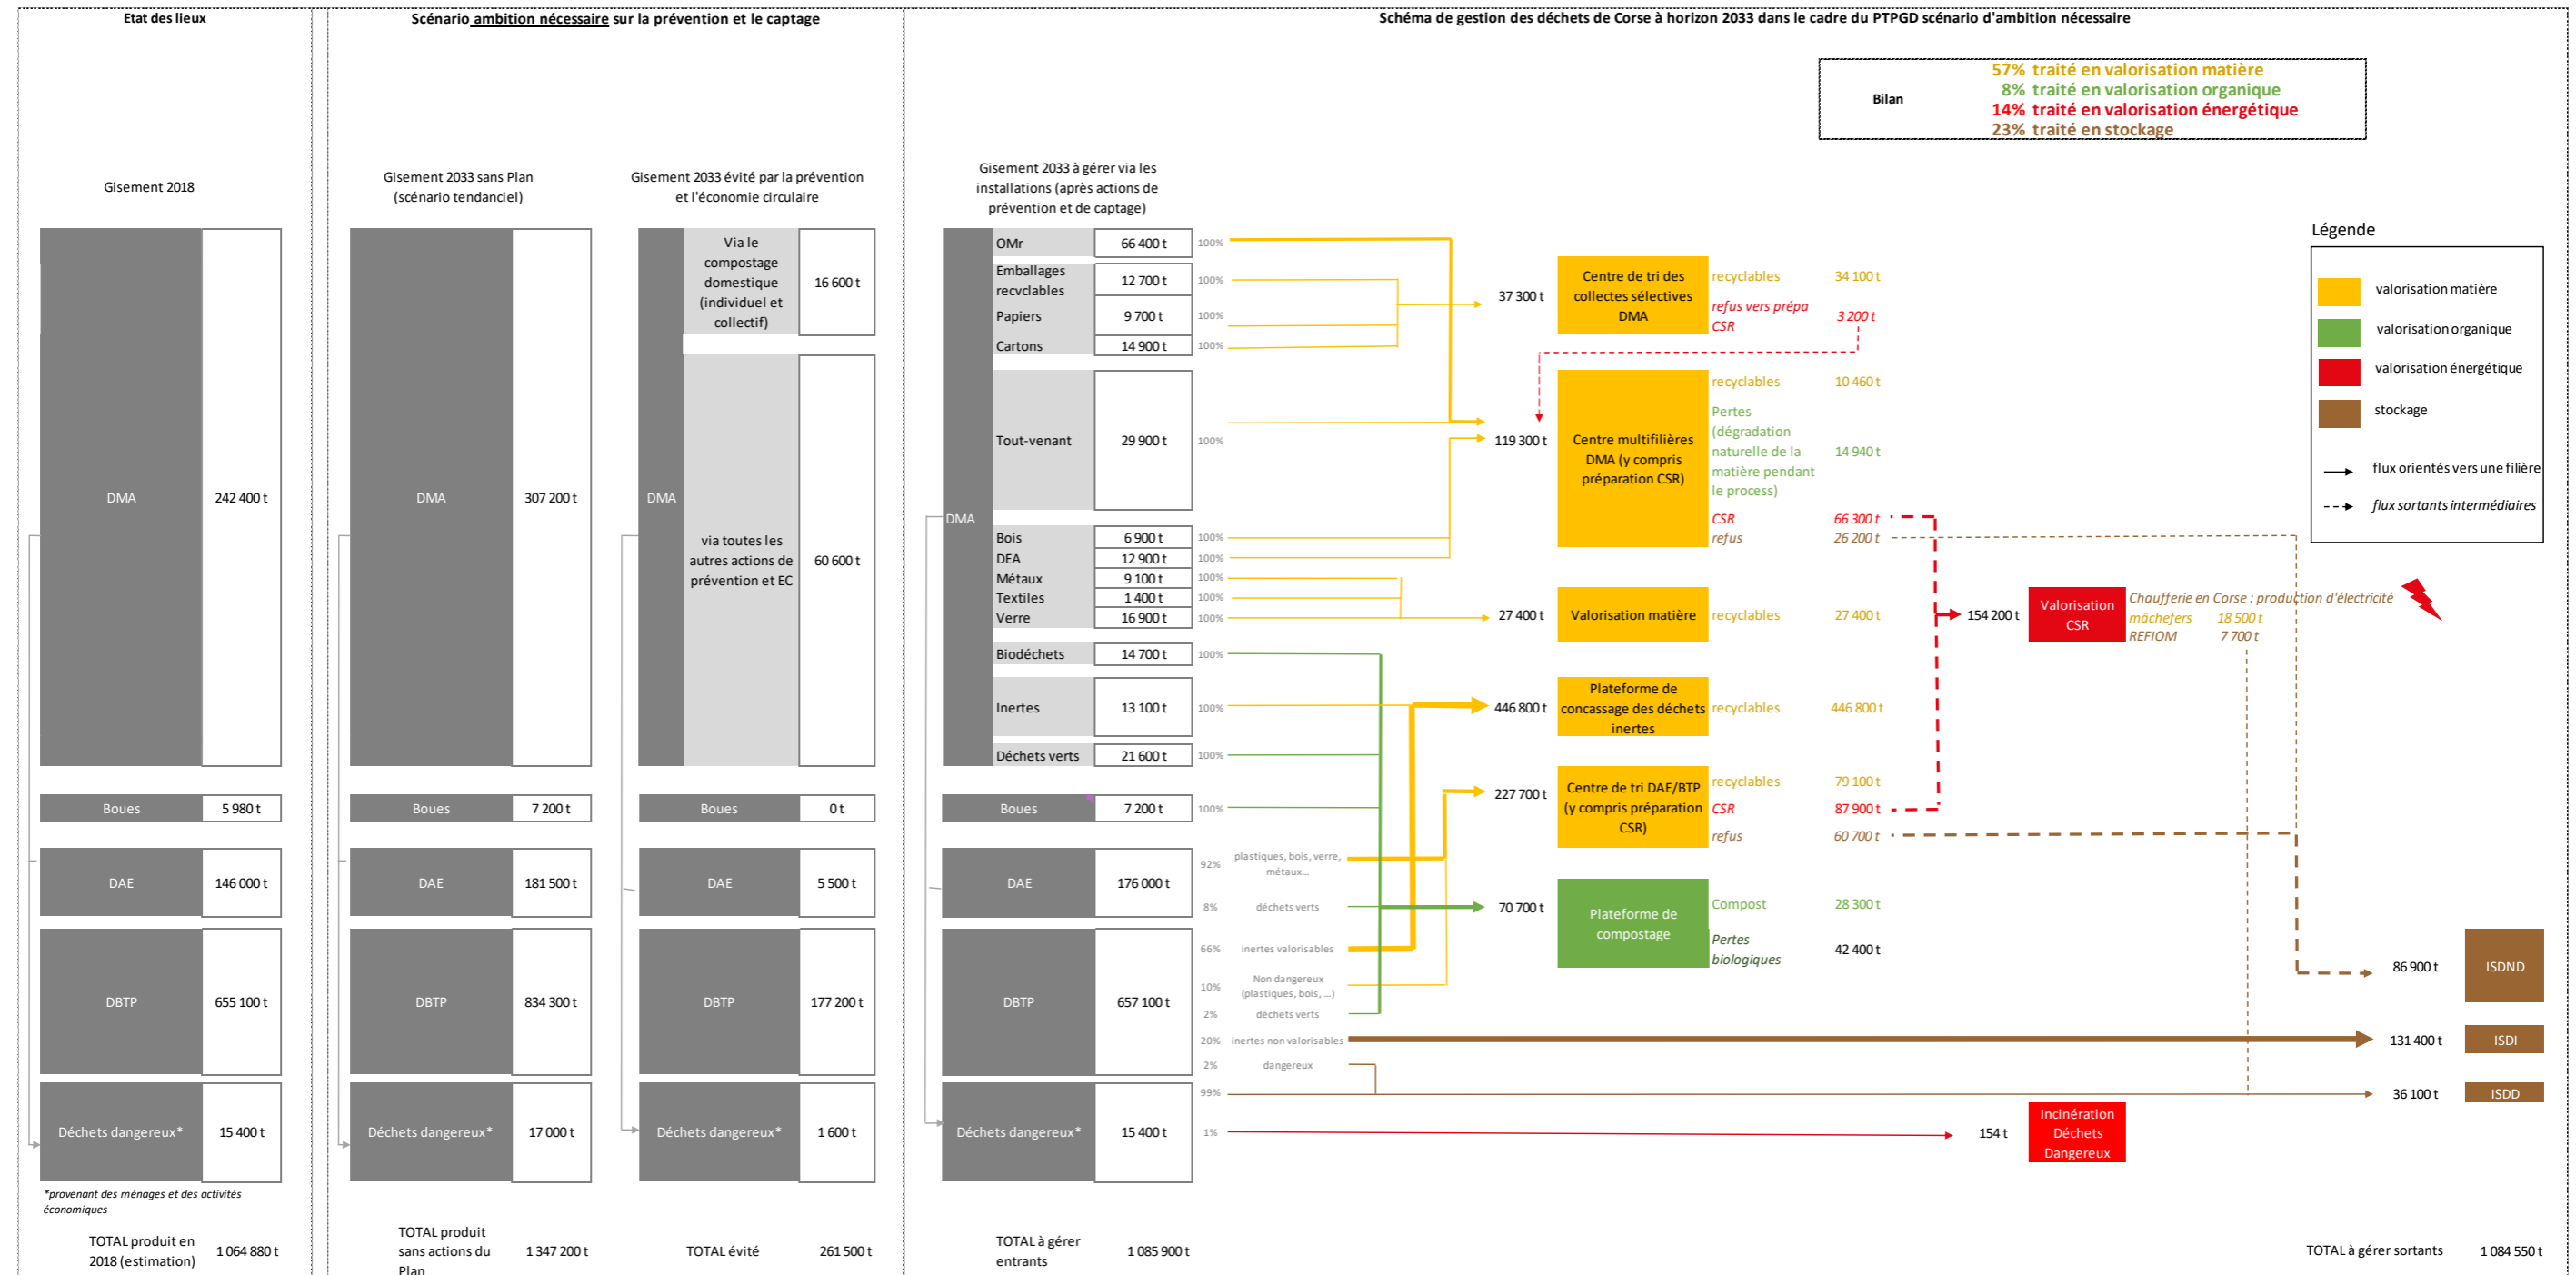 Etat des lieux
Scénario ambition nécessaire sur la prévention et le captage
Schéma de gestion des déchets de Corse à horizon 2033 dans le cadre du PTPGD scénario d'ambition nécessaire
Bilan
57% traité en valorisation matière
8% traité en valorisation organique
14% traité en valorisation énergétique
23% traité en stockage
Gisement 2018
DMA
242 400 t
Boues
5 980 t
DAE
146 000 t
DBTP
655 100 t
Déchets dangereux*
15 400 t
*provenant des ménages et des activités
économiques
TOTAL produit en
2018 (estimation)
1 064 880 t
Gisement 2033 sans Plan
(scénario tendanciel)
DMA
307 200 t
Boues
7 200 t
DAE
181 500 t
DBTP
834 300 t
Déchets dangereux*
17 000 t
TOTAL produit
sans actions du
Plan
1 347 200 t
Gisement 2033 évité par la prévention
et l'économie circulaire
DMA
Via le
compostage
domestique
(individuel et
collectif)
16 600 t
via toutes les
autres actions de
prévention et EC
60 600 t
Boues
0 t
DAE
5 500 t
DBTP
177 200 t
Déchets dangereux*
1 600 t
TOTAL évité
261 500 t
Gisement 2033 à gérer via les
installations (après actions de
prévention et de captage)
DMA
OMr
66 400 t
100%
Emballages
recyclables
12 700 t
100%
Papiers
9 700 t
100%
Cartons
14 900 t
100%
Tout-venant
29 900 t
100%
Bois
6 900 t
100%
DEA
12 900 t
100%
Métaux
9 100 t
100%
Textiles
1 400 t
100%
Verre
16 900 t
100%
Biodéchets
14 700 t
100%
Inertes
13 100 t
100%
Déchets verts
21 600 t
100%
Boues
7 200 t
100%
DAE
176 000 t
92%
plastiques, bois, verre,
métaux...
8%
déchets verts
DBTP
657 100 t
66%
inertes valorisables
10%
Non dangereux
(plastiques, bois, ...)
2%
déchets verts
20%
inertes non valorisables
2%
dangereux
Déchets dangereux*
15 400 t
99%
1%
TOTAL à gérer
entrants
1 085 900 t
37 300 t
Centre de tri des
collectes sélectives
DMA
recyclables
34 100 t
refus vers prépa
CSR
3 200 t
119 300 t
Centre multifilières
DMA (y compris
préparation CSR)
recyclables
10 460 t
Pertes
(dégradation
naturelle de la
matière pendant
le process)
14 940 t
CSR
66 300 t
refus
26 200 t
27 400 t
Valorisation matière
recyclables
27 400 t
446 800 t
Plateforme de
concassage des déchets
inertes
recyclables
446 800 t
227 700 t
Centre de tri DAE/BTP
(y compris préparation
CSR)
recyclables
79 100 t
CSR
87 900 t
refus
60 700 t
70 700 t
Plateforme de
compostage
Compost
28 300 t
Pertes
biologiques
42 400 t
154 200 t
Valorisation
CSR
Chaufferie en Corse : production d'électricité
mâchefers
18 500 t
REFIOM
7 700 t
154 t
Incinération
Déchets
Dangereux
Légende
valorisation matière
valorisation organique
valorisation énergétique
stockage
flux orientés vers une filière
flux sortants intermédiaires
86 900 t
ISDND
131 400 t
ISDI
36 100 t
ISDD
TOTAL à gérer sortants
1 084 550 t